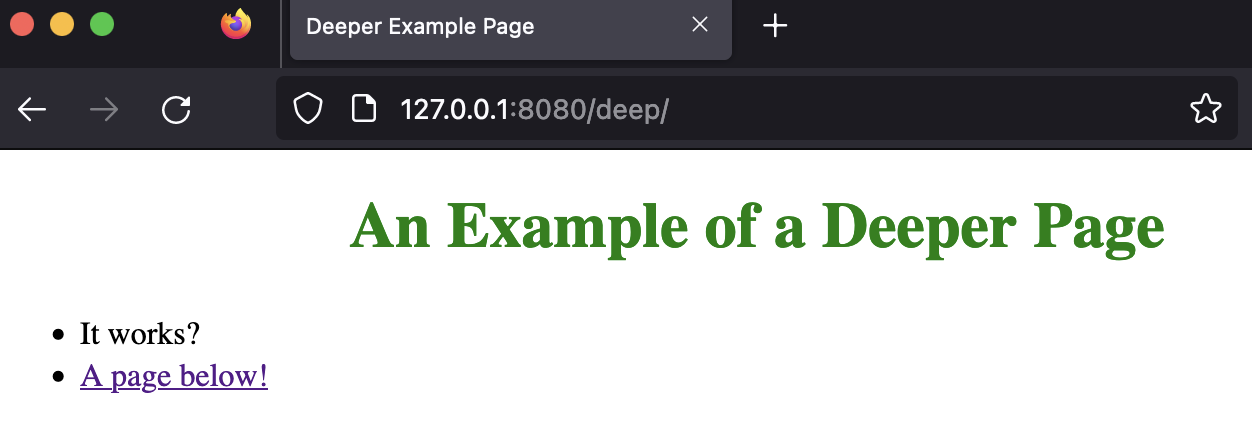 Deeper Example Page
127.0.0.1:8080/deep/
An Example of a Deeper Page
It works?
A page below!